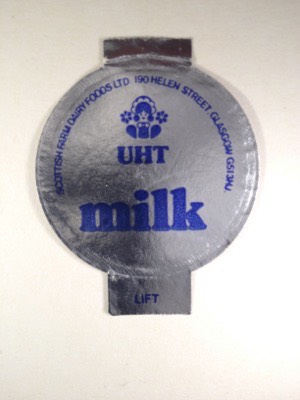 SCOTTISH FARM DAIRY FOODS LTD 190 HELEN STREET GLASGOW G51 3HJ.
UHT
milk
LIFT